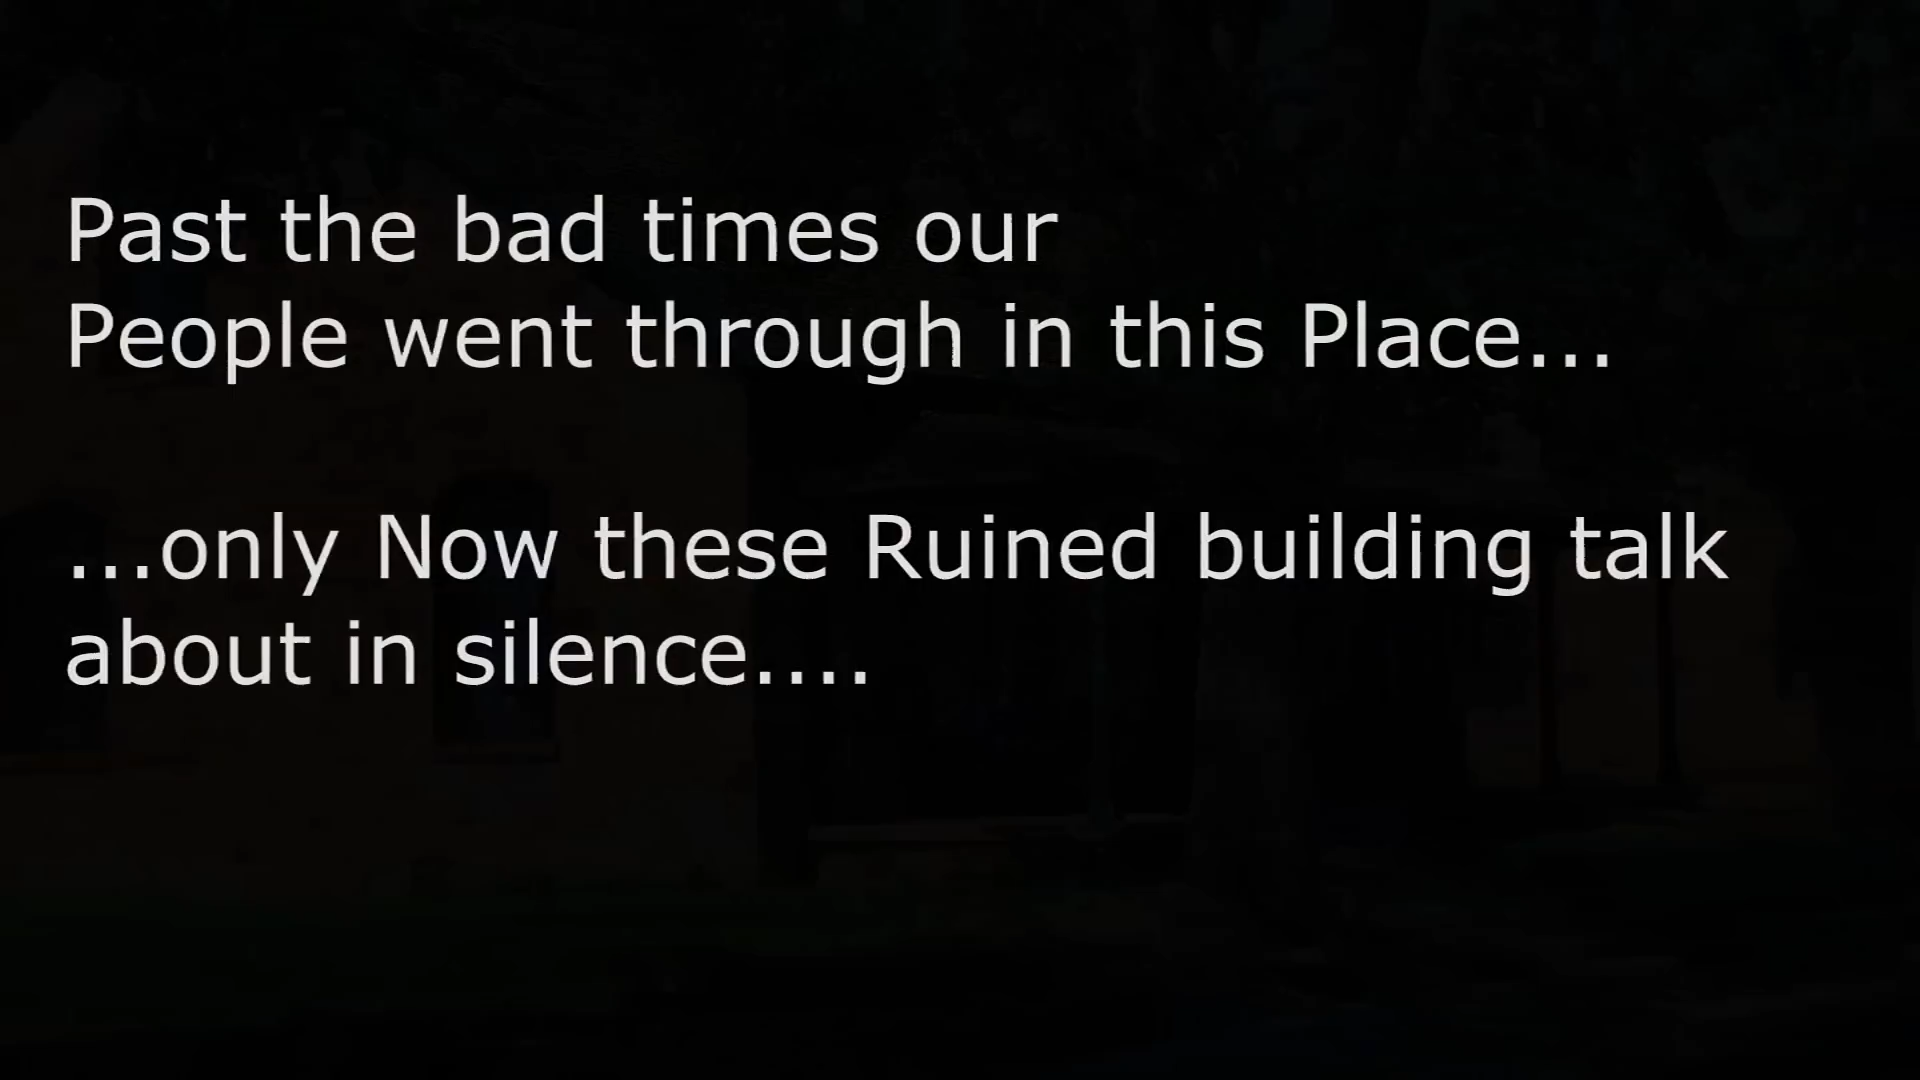 Past the bad times our
People went through in this Place...
...only Now these Ruined building talk
about in silence....